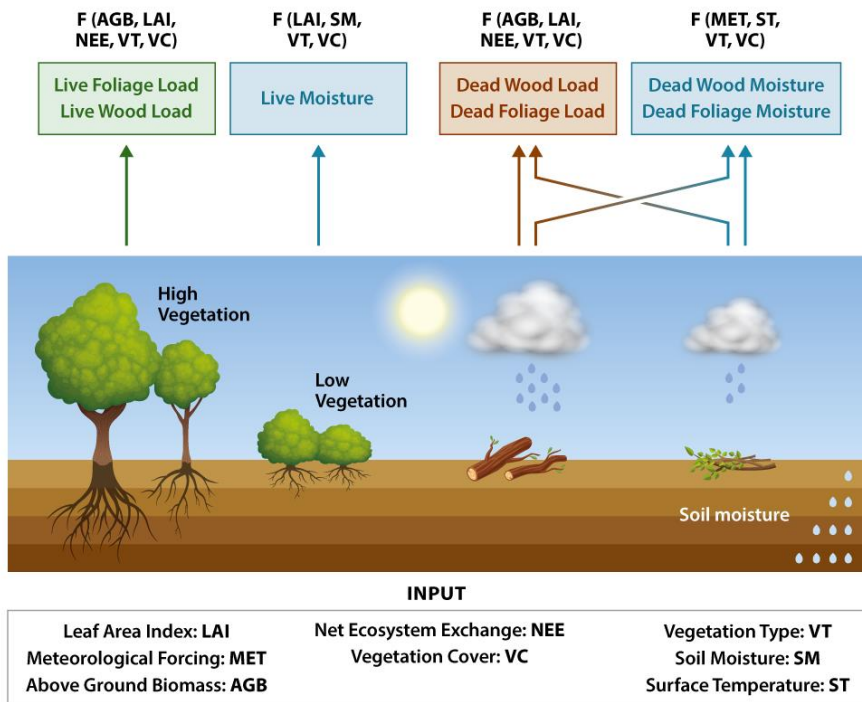 F (AGB, LAI,
NEE, VT, VC)
F (LAI, SM,
VT, VC)
F (AGB, LAI,
NEE, VT, VC)
F (MET, ST,
VT, VC)
Live Foliage Load
Live Wood Load
Live Moisture
Dead Wood Load
Dead Foliage Load
Dead Wood Moisture
Dead Foliage Moisture
High
Vegetation
Low
Vegetation
Soil moisture
INPUT
Leaf Area Index: LAI
Meteorological Forcing: MET
Above Ground Biomass: AGB
Net Ecosystem Exchange: NEE
Vegetation Cover: VC
Vegetation Type: VT
Soil Moisture: SM
Surface Temperature: ST